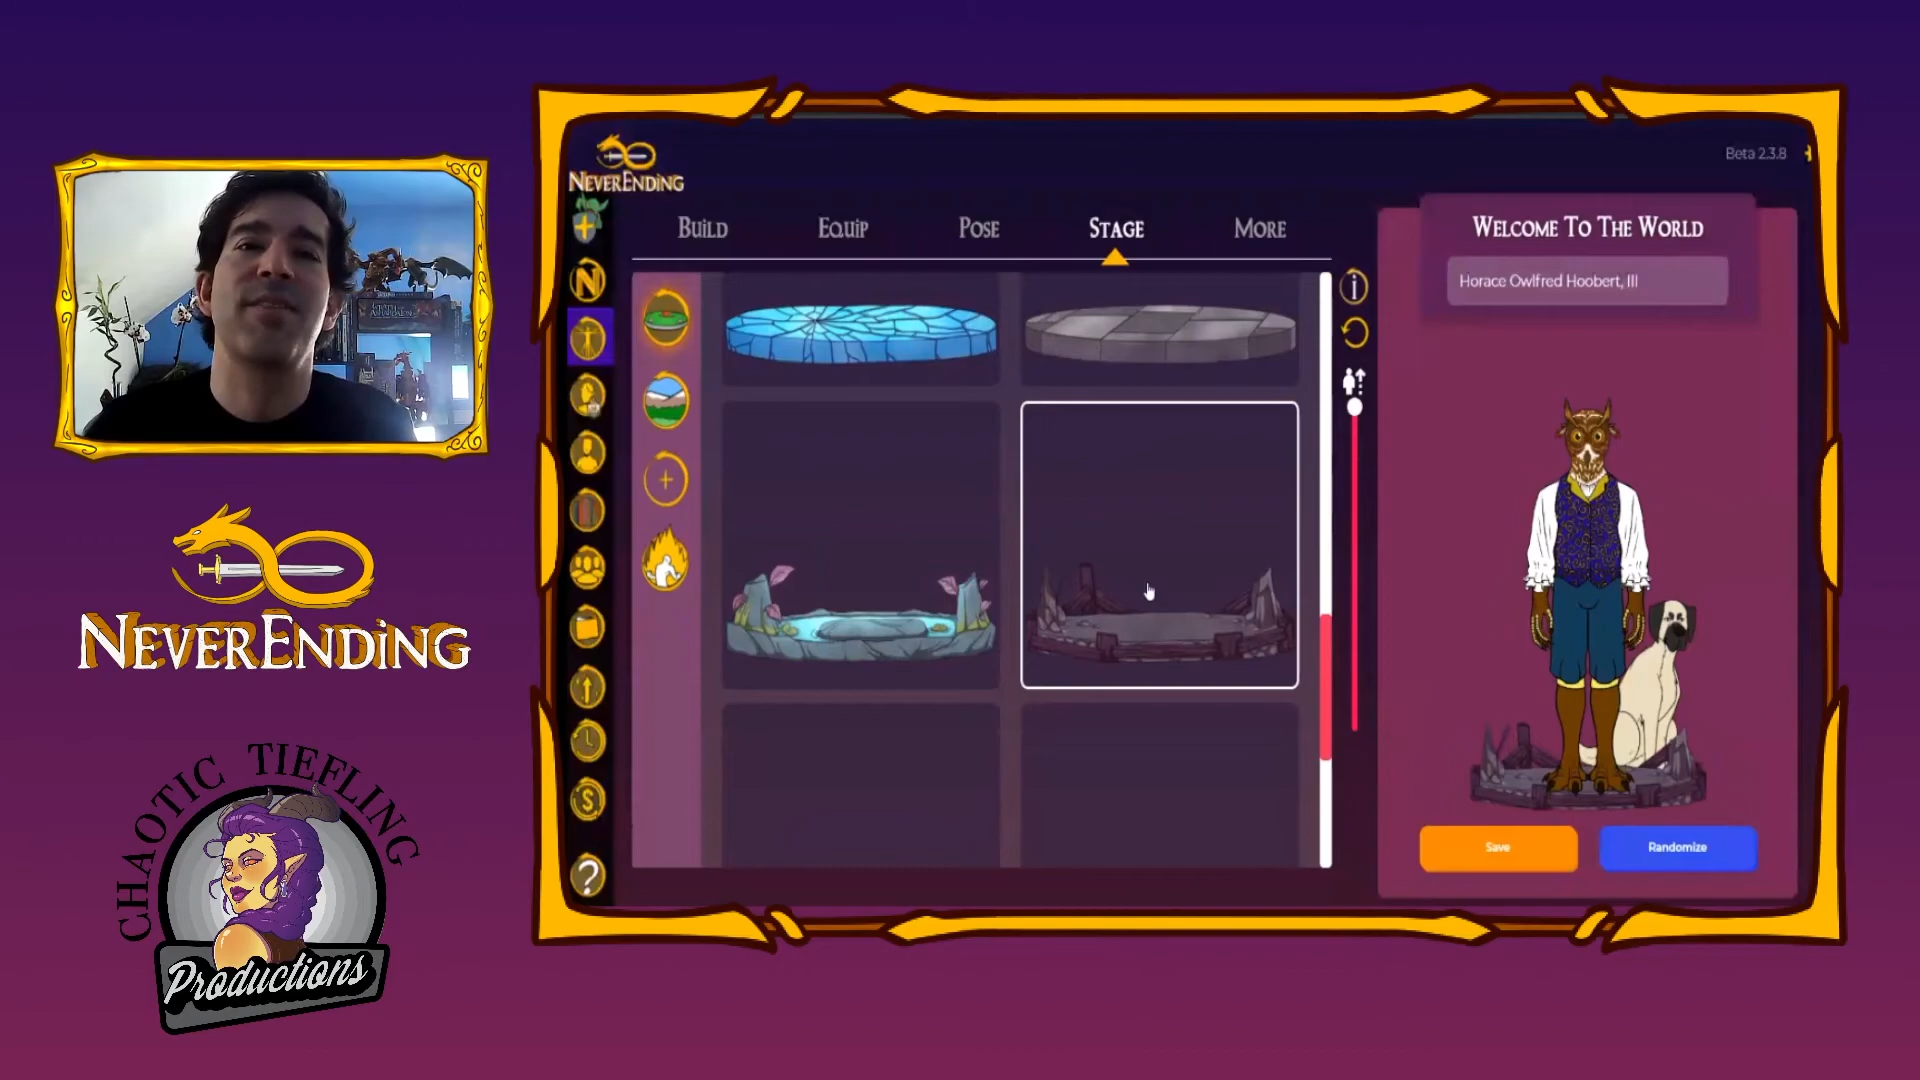 NEVERENDING
Beta 2.3.8
BUILD
EQUIP
POSE
STAGE
MORE
WELCOME TO THE WORLD
Horace Owlfred Hoobert, III
N
i
$
?
Save
Randomize
NEVERENDING
CHAOTIC TIEFLING
Productions